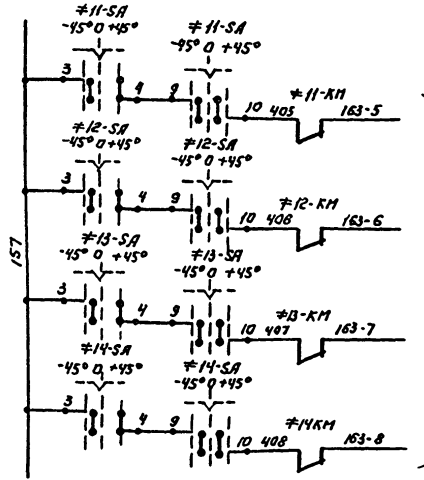 ≠11-SA
-45° 0 +45°
≠11-SA
-45° 0 +45°
3
4
9
10
405
≠11-KM
163-5
≠12-SA
-45° 0 +45°
≠12-SA
-45° 0 +45°
3
4
9
10
406
≠12-KM
163-6
157
≠13-SA
-45° 0 +45°
≠13-SA
-45° 0 +45°
3
4
9
10
407
≠13-KM
163-7
≠14-SA
-45° 0 +45°
≠14-SA
-45° 0 +45°
3
4
9
10
408
≠14KM
163-8